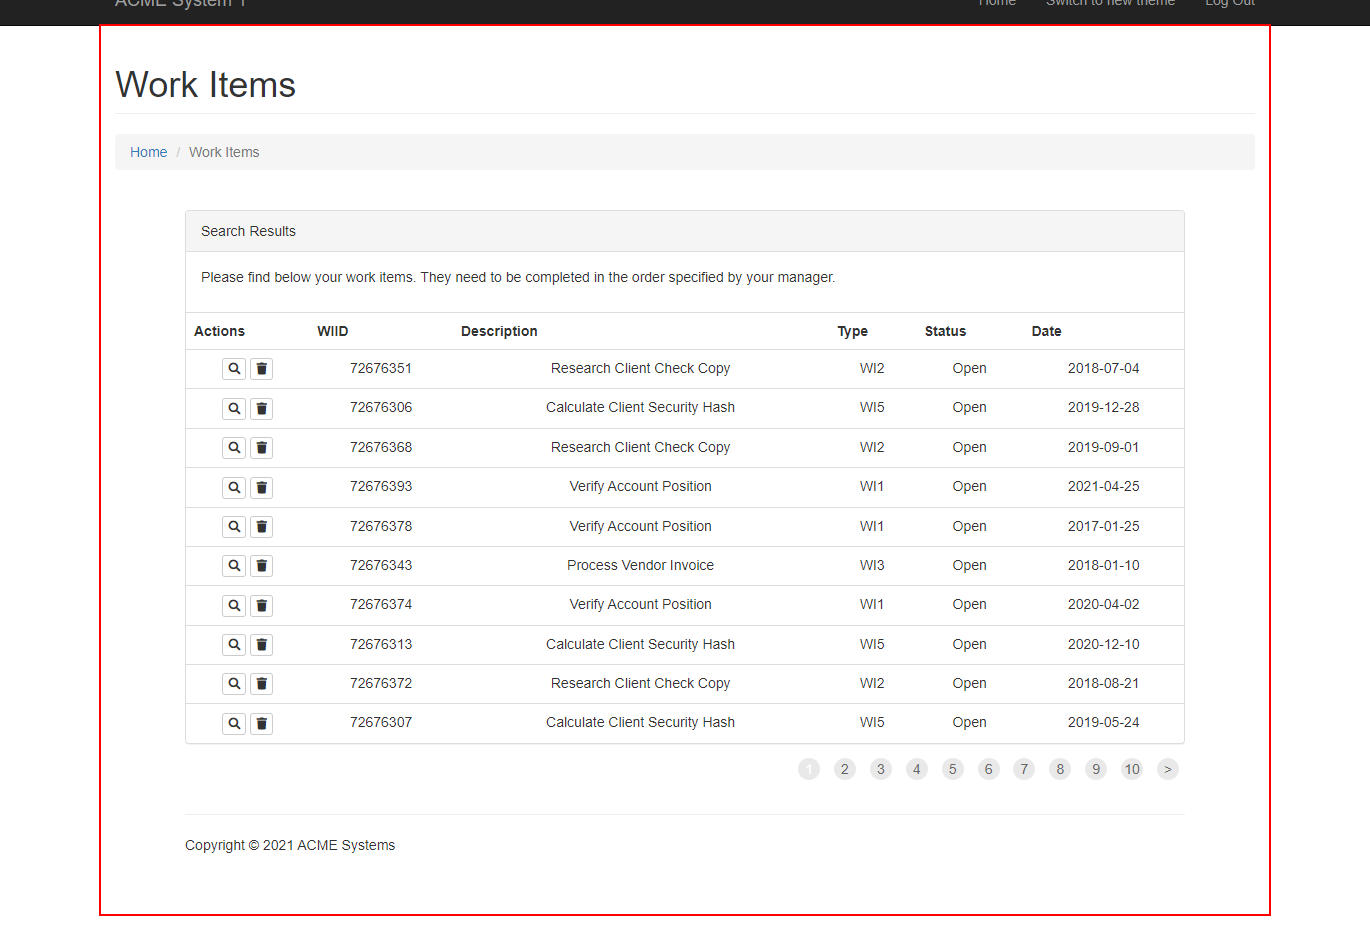 ACME System 1 Home Switch to new theme Log Out
Work Items
Home / Work Items
Search Results
Please find below your work items. They need to be completed in the order specified by your manager.
Actions WIID Description Type Status Date
72676351 Research Client Check Copy WI2 Open 2018-07-04
72676306 Calculate Client Security Hash WI5 Open 2019-12-28
72676368 Research Client Check Copy WI2 Open 2019-09-01
72676393 Verify Account Position WI1 Open 2021-04-25
72676378 Verify Account Position WI1 Open 2017-01-25
72676343 Process Vendor Invoice WI3 Open 2018-01-10
72676374 Verify Account Position WI1 Open 2020-04-02
72676313 Calculate Client Security Hash WI5 Open 2020-12-10
72676372 Research Client Check Copy WI2 Open 2018-08-21
72676307 Calculate Client Security Hash WI5 Open 2019-05-24
1 2 3 4 5 6 7 8 9 10 >
Copyright © 2021 ACME Systems